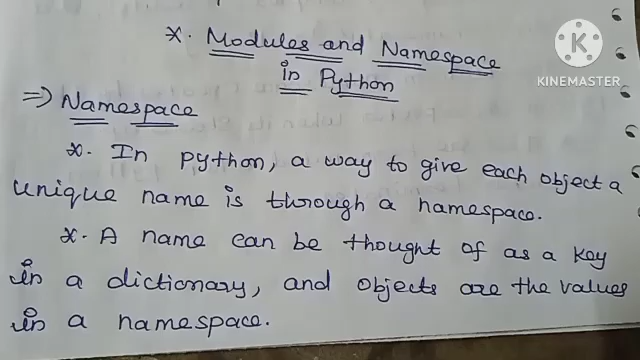 *. Modules and Namespace
in Python
KINEMASTER
⇒ Namespace
*. In python, a way to give each object a
unique name is through a namespace.
*. A name can be thought of as a key
in a dictionary, and objects are the values
in a namespace.